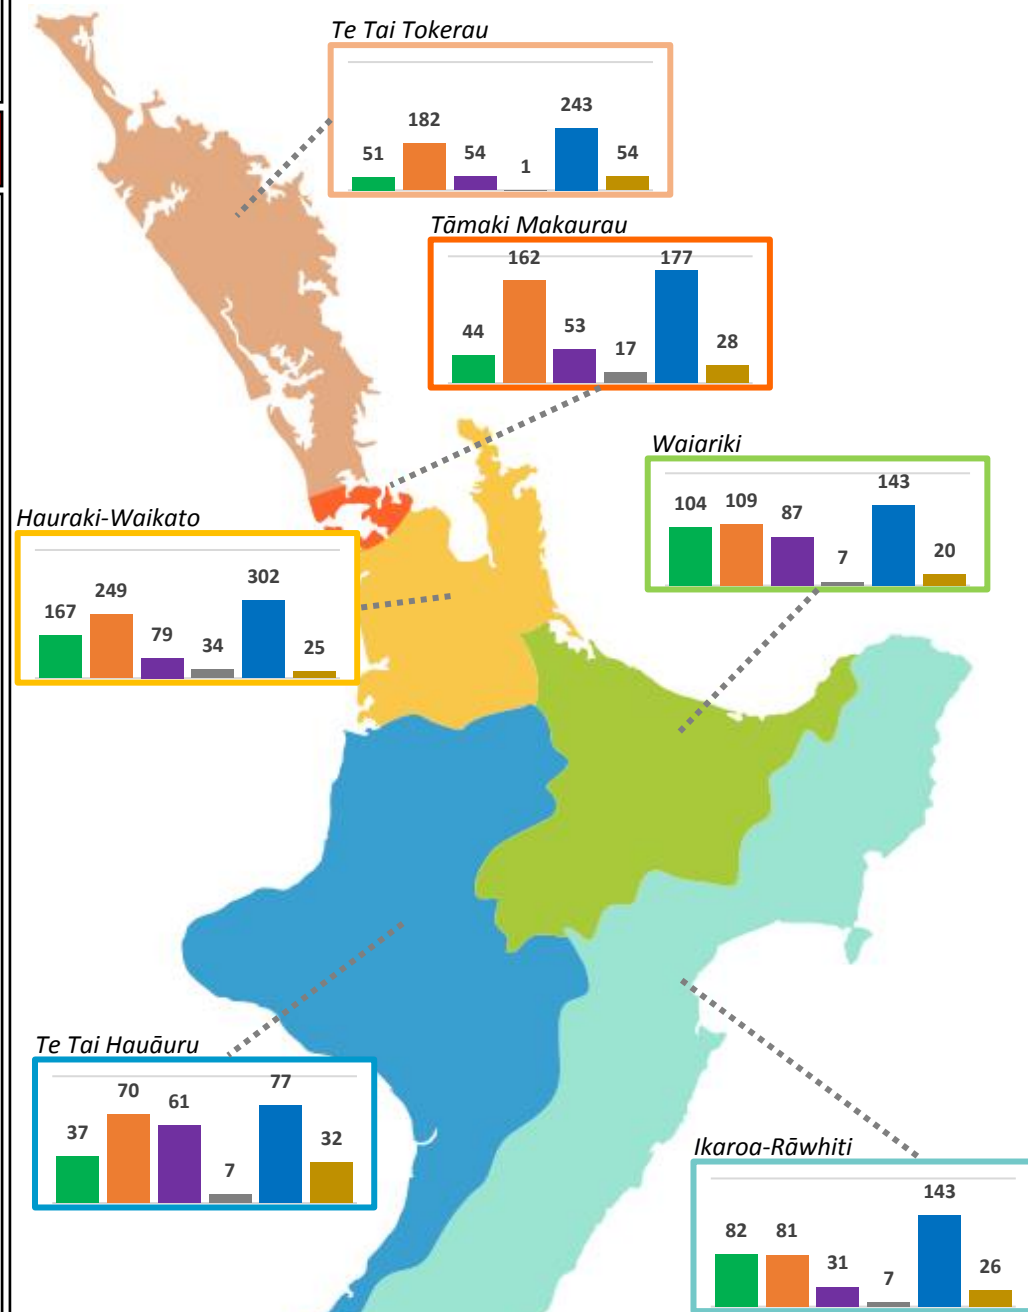 Te Tai Tokerau
51 182 54 1 243 54
Tāmaki Makaurau
44 162 53 17 177 28
Waiariki
104 109 87 7 143 20
Hauraki-Waikato
167 249 79 34 302 25
Te Tai Hauāuru
37 70 61 7 77 32
Ikaroa-Rāwhiti
82 81 31 7 143 26